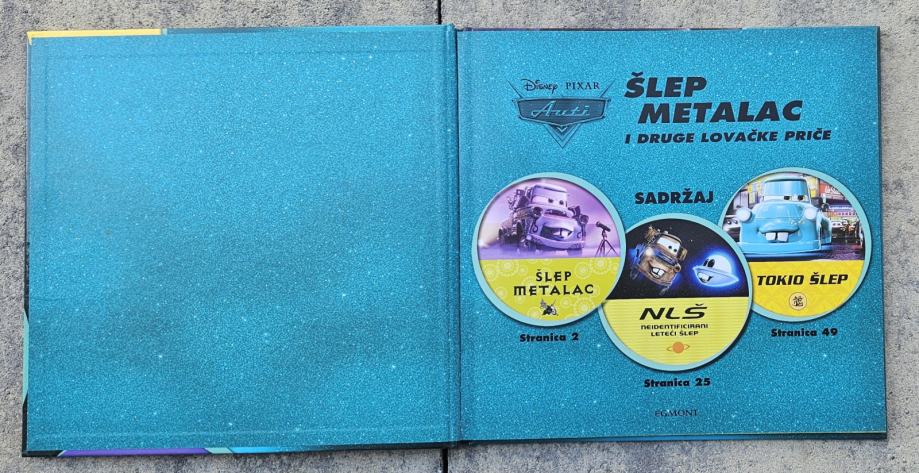 Disney PIXAR
Auti
ŠLEP
METALAC
I DRUGE LOVAČKE PRIČE
SADRŽAJ
ŠLEP
METALAC
Stranica 2
NLŠ
NEIDENTIFICIRANI
LETEĆI ŠLEP
Stranica 25
TOKIO ŠLEP
Stranica 49
EGMONT